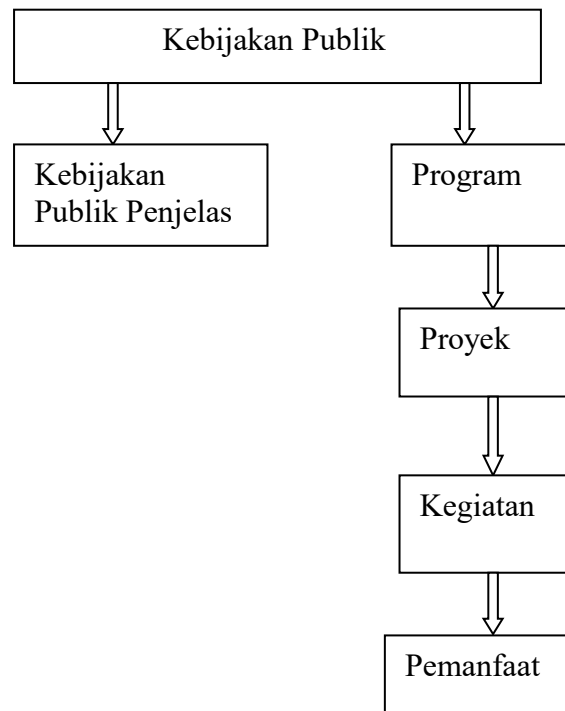 Kebijakan Publik
Kebijakan
Publik Penjelas
Program
Proyek
Kegiatan
Pemanfaat